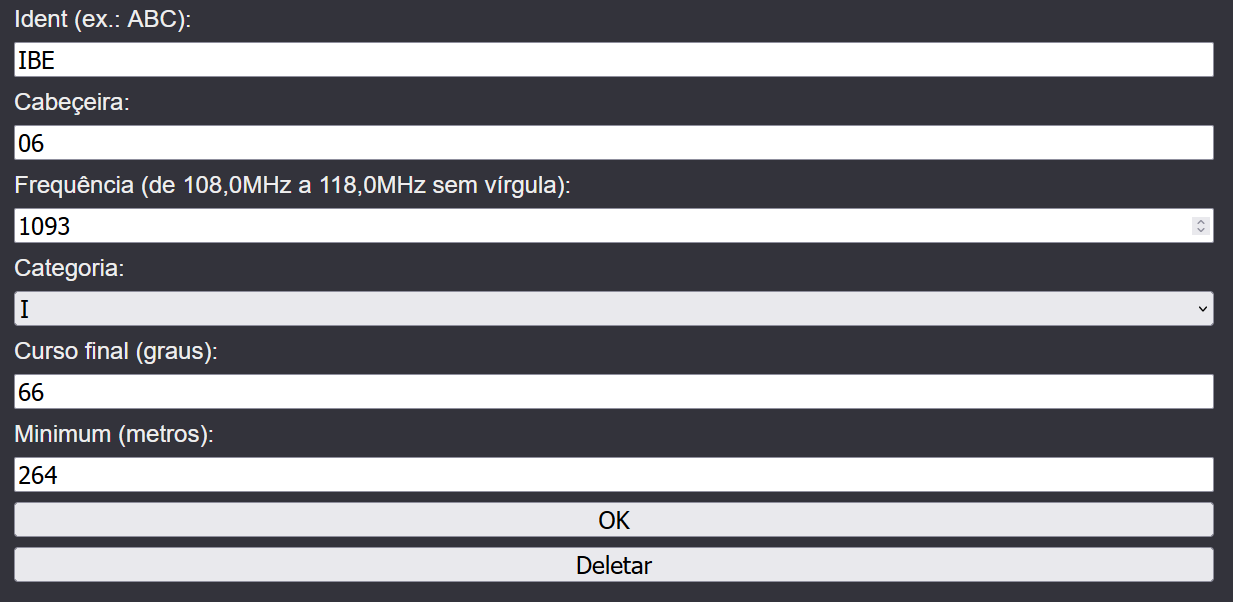 Ident (ex.: ABC):
IBE
Cabeçeira:
06
Frequência (de 108,0MHz a 118,0MHz sem vírgula):
1093
Categoria:
I
Curso final (graus):
66
Minimum (metros):
264
OK
Deletar